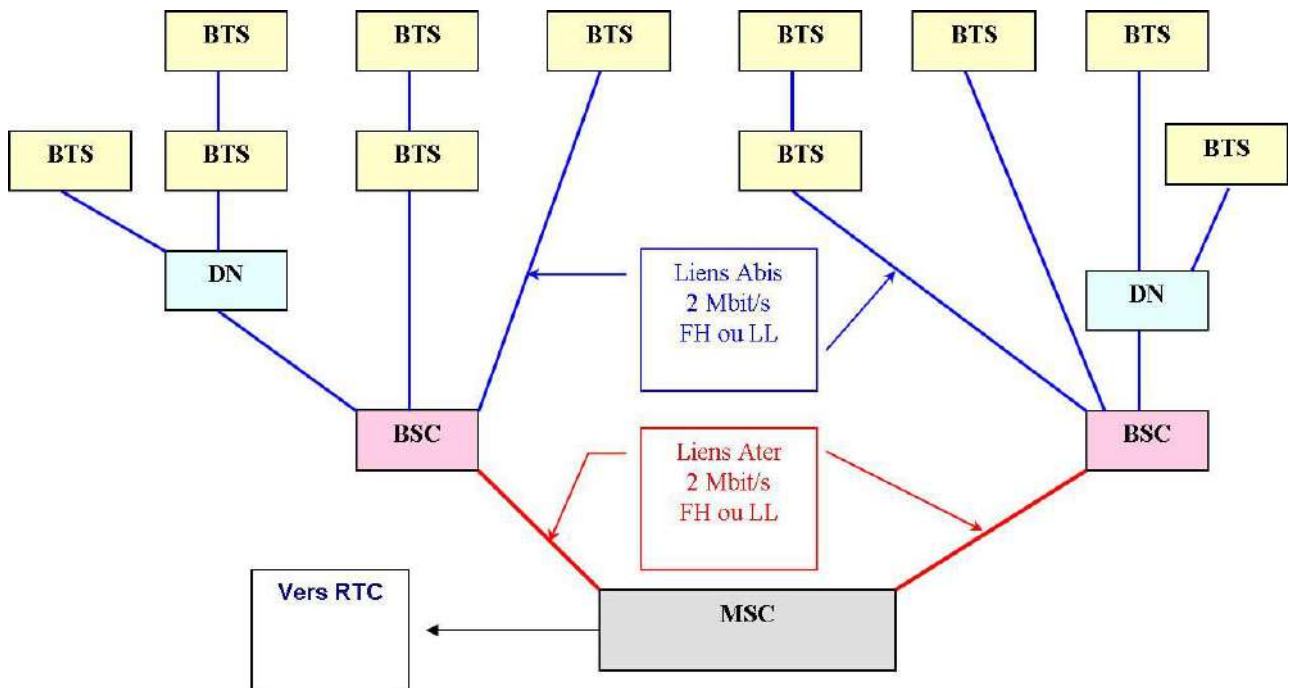 BTS
BTS
BTS
BTS
BTS
BTS
BTS
BTS
BTS
BTS
BTS
DN
Liens Abis
2 Mbit/s
FH ou LL
DN
BSC
BSC
Liens Ater
2 Mbit/s
FH ou LL
Vers RTC
MSC